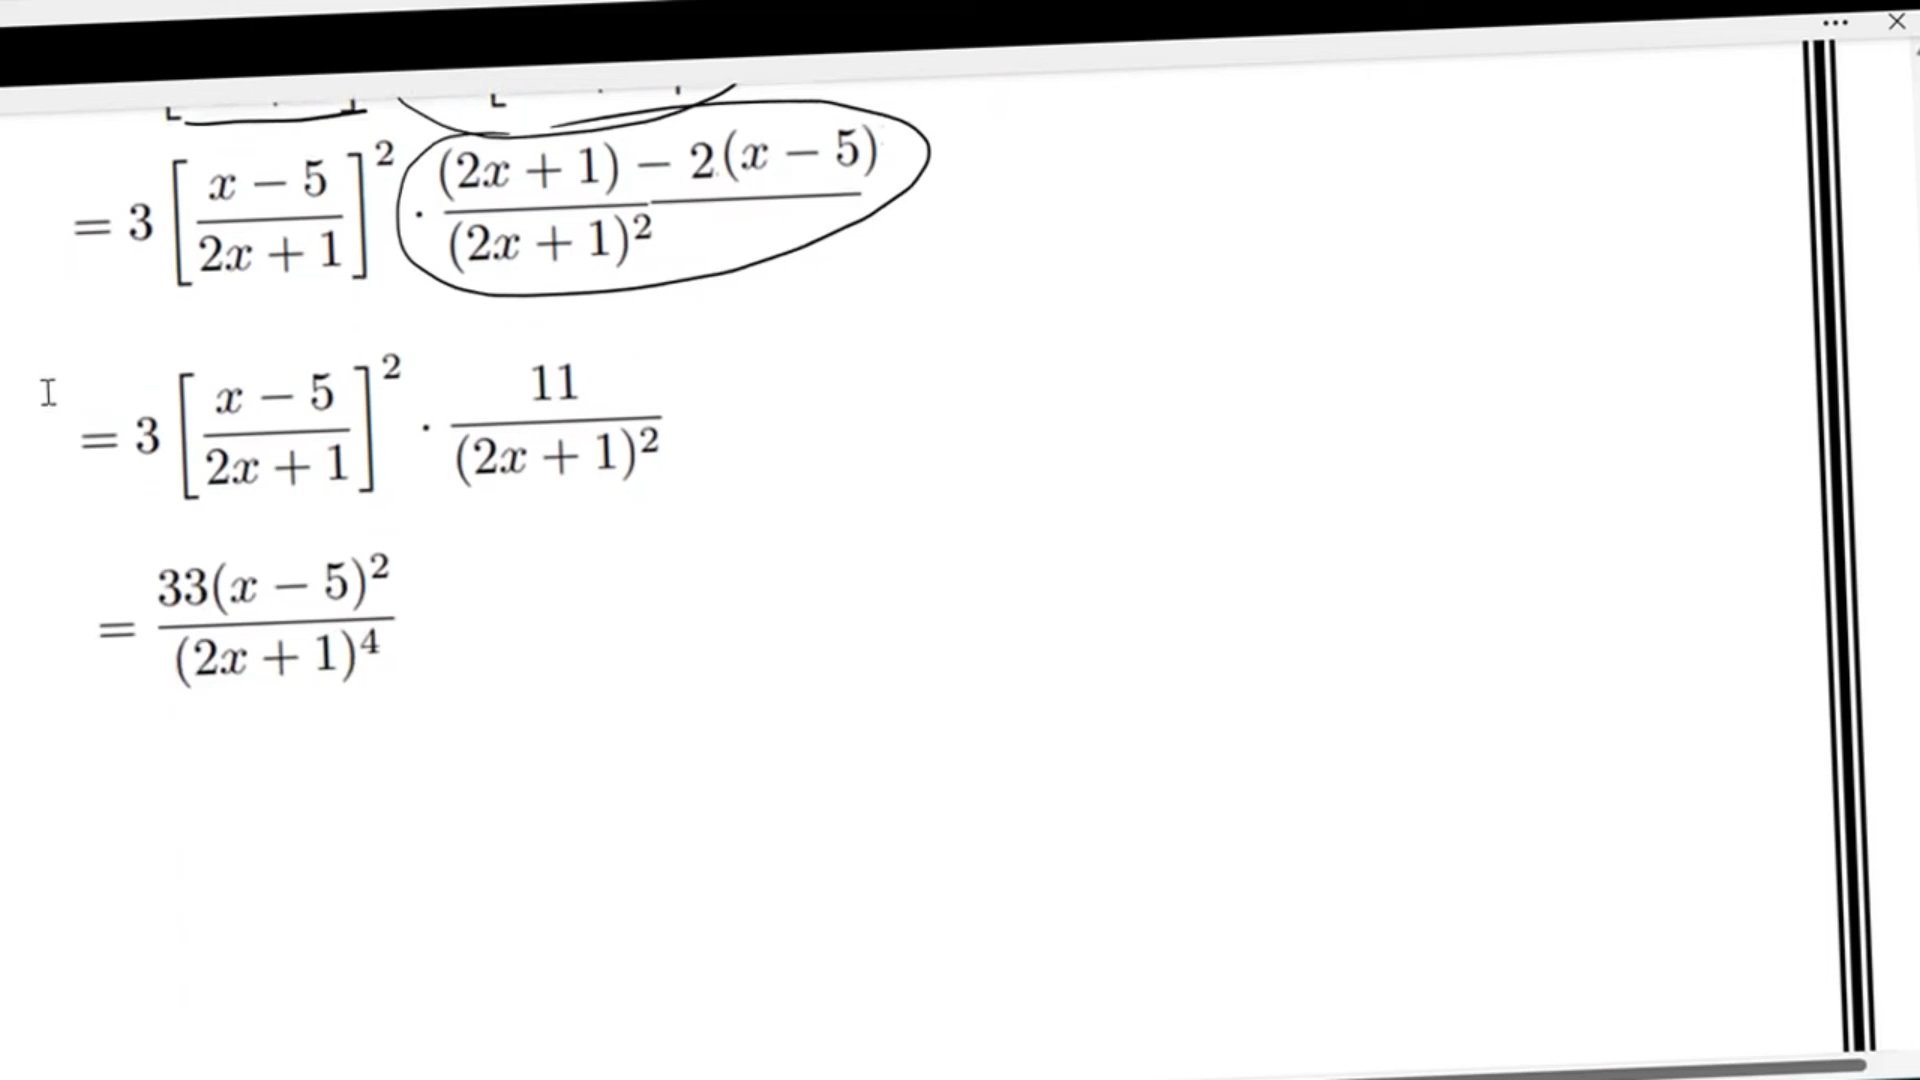 = 3 [(x − 5)/(2x + 1)]² · ((2x + 1) − 2(x − 5))/(2x + 1)²
= 3 [(x − 5)/(2x + 1)]² · 11/(2x + 1)²
= 33(x − 5)²/(2x + 1)⁴